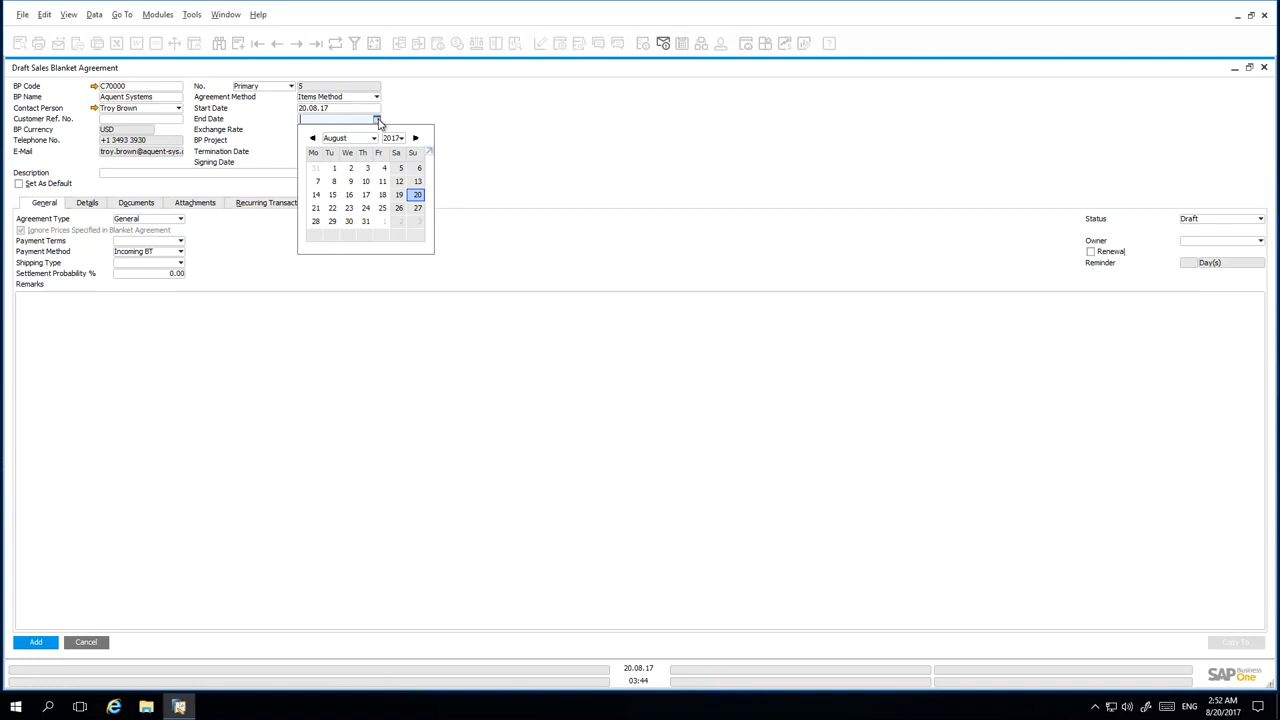 File Edit View Data Go To Modules Tools Window Help
Draft Sales Blanket Agreement
BP Code C70000 No. Primary 5
BP Name Aquent Systems Agreement Method Items Method
Contact Person Troy Brown Start Date 20.08.17
Customer Ref. No. End Date
BP Currency USD Exchange Rate
Telephone No. +1 3493 3930 BP Project
E-Mail troy.brown@aquent-sys.c Termination Date
Signing Date
Description
Set As Default
August 2017
Mo Tu We Th Fr Sa Su
31 1 2 3 4 5 6
7 8 9 10 11 12 13
14 15 16 17 18 19 20
21 22 23 24 25 26 27
28 29 30 31 1 2 3
General Details Documents Attachments Recurring Transact
Agreement Type General Status Draft
Ignore Prices Specified in Blanket Agreement
Payment Terms Owner
Payment Method Incoming BT Renewal
Shipping Type Reminder Day(s)
Settlement Probability % 0.00
Remarks
Add Cancel Copy To
20.08.17
03:44
SAP Business One
ENG
2:52 AM
8/20/2017